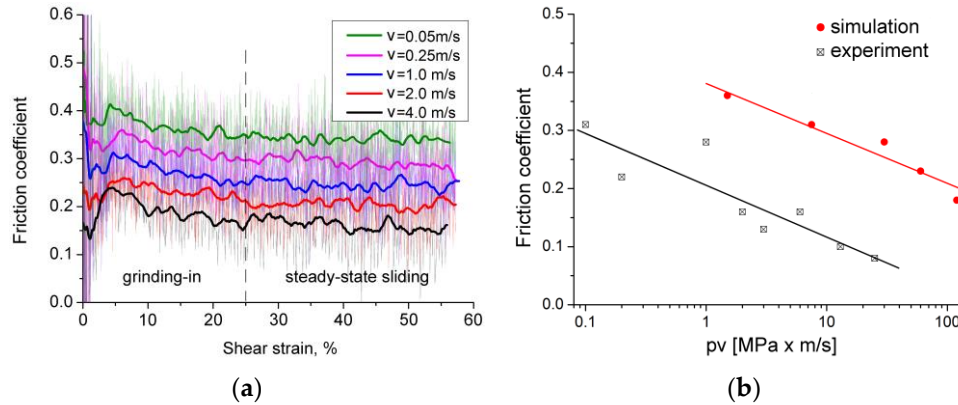 0.6
0.5
0.4
0.3
0.2
0.1
0.0
Friction coefficient
v=0.05m/s
v=0.25m/s
v=1.0 m/s
v=2.0 m/s
v=4.0 m/s
grinding-in
steady-state sliding
0
10
20
30
40
50
60
Shear strain, %
(a)
0.5
0.4
0.3
0.2
0.1
0.0
Friction coefficient
simulation
experiment
0.1
1
10
100
pv [MPa x m/s]
(b)